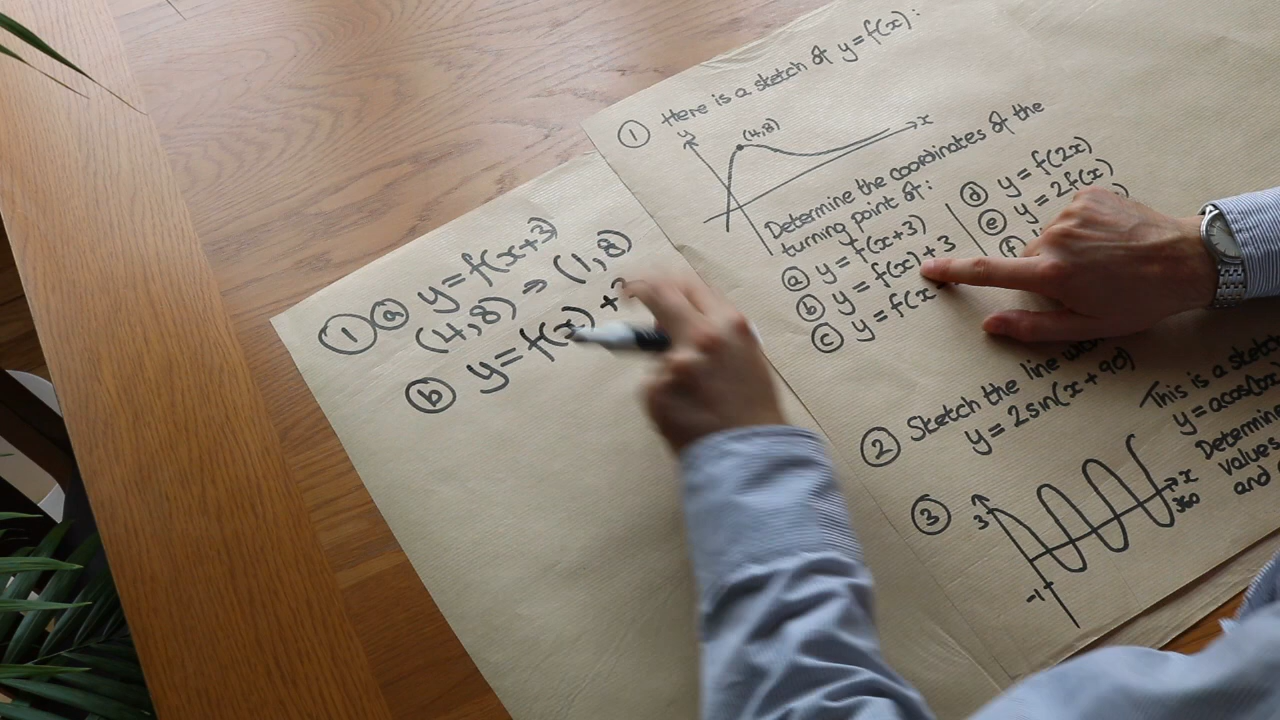 ① ⓐ y=f(x+3)
(4,8) → (1,8)
ⓑ y=f(x) +
① Here is a sketch of y=f(x):
y
(4,8)
x
Determine the coordinates of the
turning point of:
ⓐ y=f(x+3)
ⓑ y=f(x)+3
ⓒ y=f(x
ⓓ y=f(2x)
ⓔ y=2f(x)
ⓕ
② Sketch the line
y=2sin(x+90)
③
3
-1
x
360
This is a sketch
y=acos(bx)
Determine
values
and